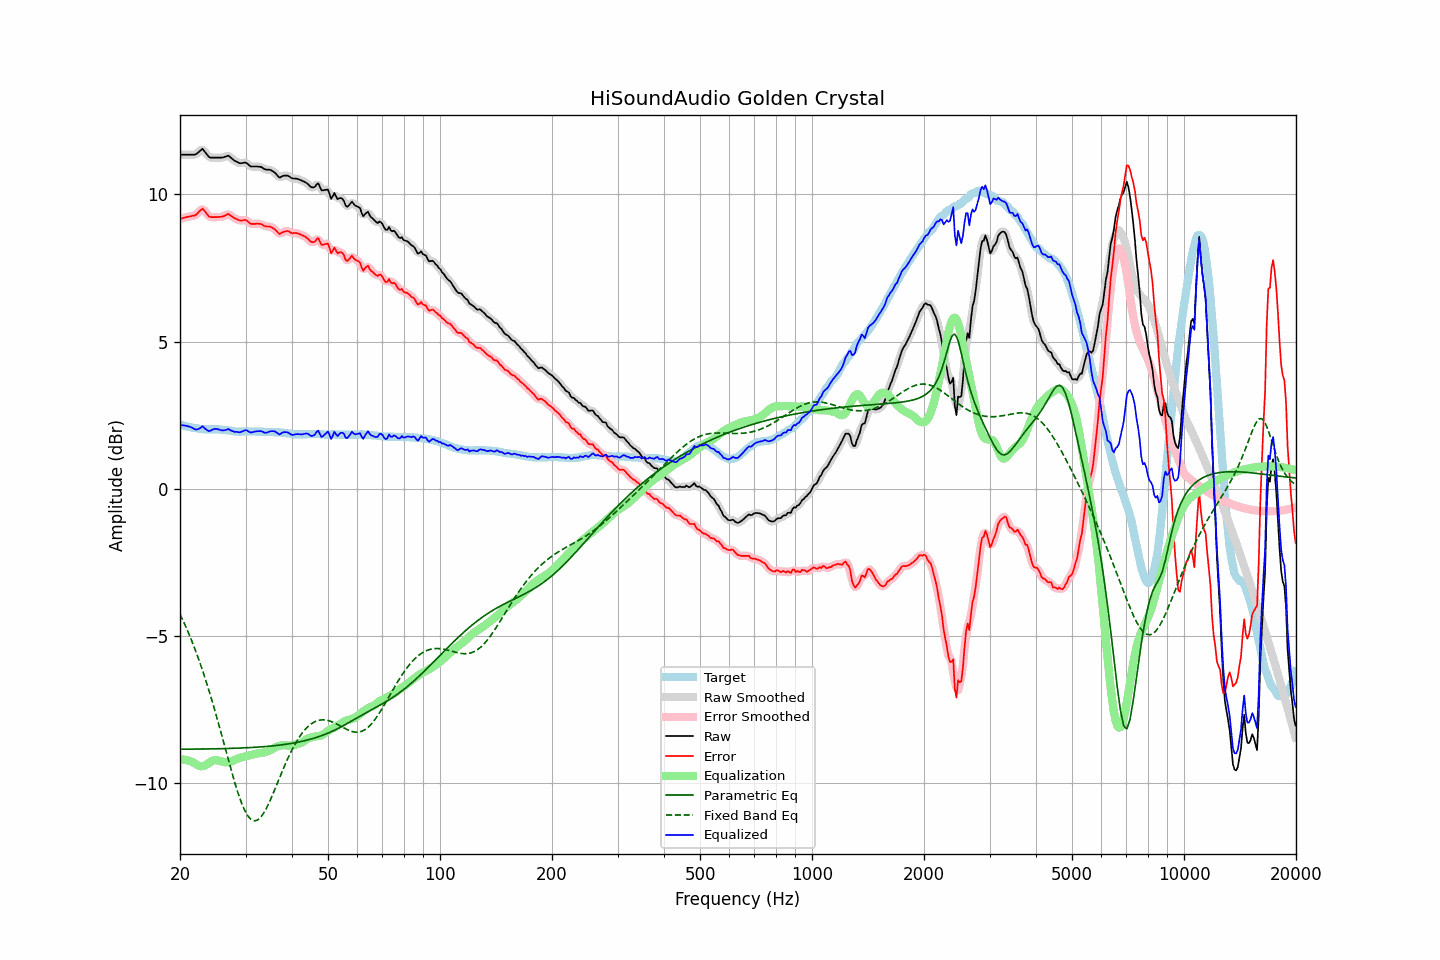 HiSoundAudio Golden Crystal
Amplitude (dBr)
10
5
0
−5
−10
Target
Raw Smoothed
Error Smoothed
Raw
Error
Equalization
Parametric Eq
Fixed Band Eq
Equalized
20 50 100 200 500 1000 2000 5000 10000 20000
Frequency (Hz)